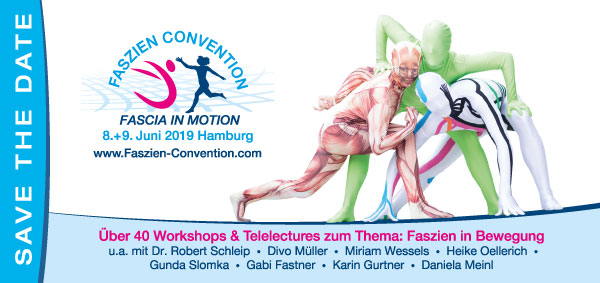 SAVE THE DATE
FASZIEN CONVENTION
FASCIA IN MOTION
8.+9. Juni 2019 Hamburg
www.Faszien-Convention.com
Über 40 Workshops & Telelectures zum Thema: Faszien in Bewegung
u.a. mit Dr. Robert Schleip • Divo Müller • Miriam Wessels • Heike Oellerich •
Gunda Slomka • Gabi Fastner • Karin Gurtner • Daniela Meinl